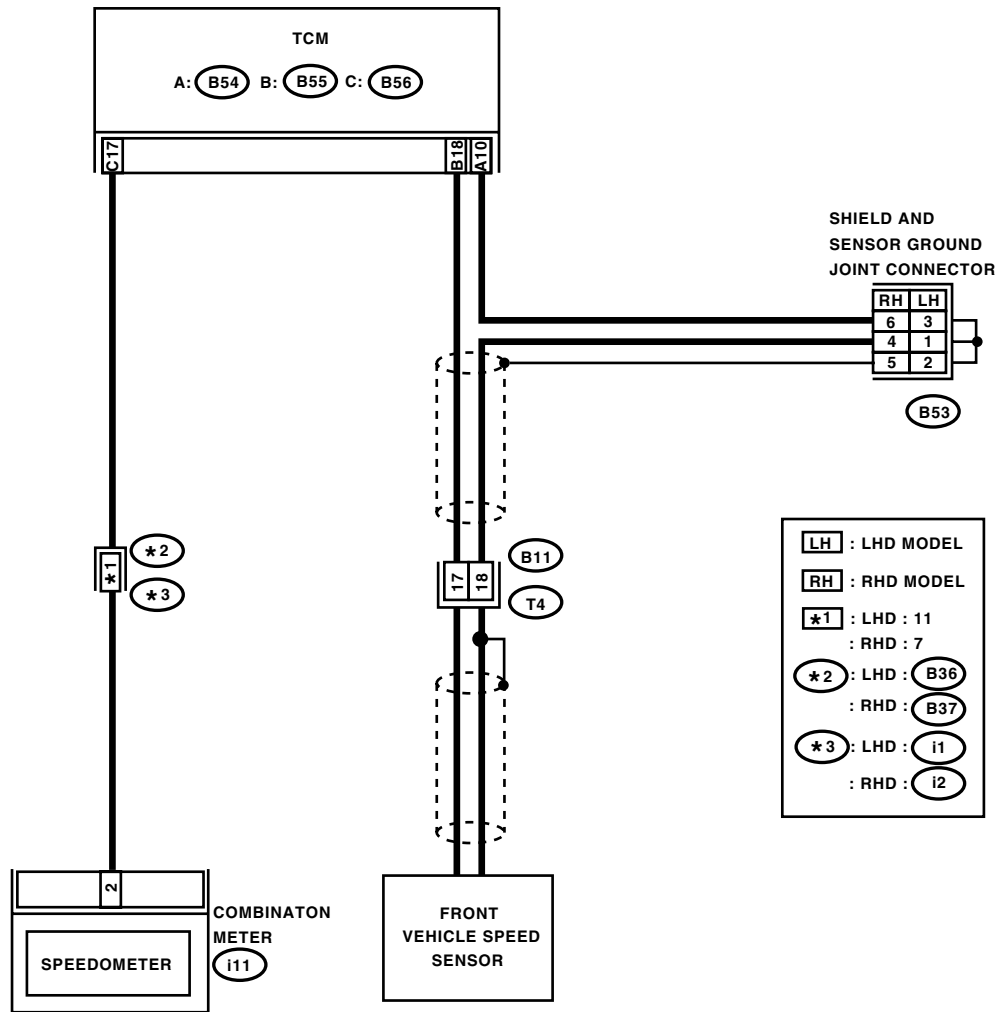 TCM
A: B54 B: B55 C: B56
C17
B18
A10
SHIELD AND
SENSOR GROUND
JOINT CONNECTOR
RH LH
6 3
4 1
5 2
B53
*2
*1
*3
B11
17 18
T4
LH : LHD MODEL
RH : RHD MODEL
*1 : LHD : 11
: RHD : 7
*2 : LHD : B36
: RHD : B37
*3 : LHD : i1
: RHD : i2
2
COMBINATON
METER
i11
SPEEDOMETER
FRONT
VEHICLE SPEED
SENSOR